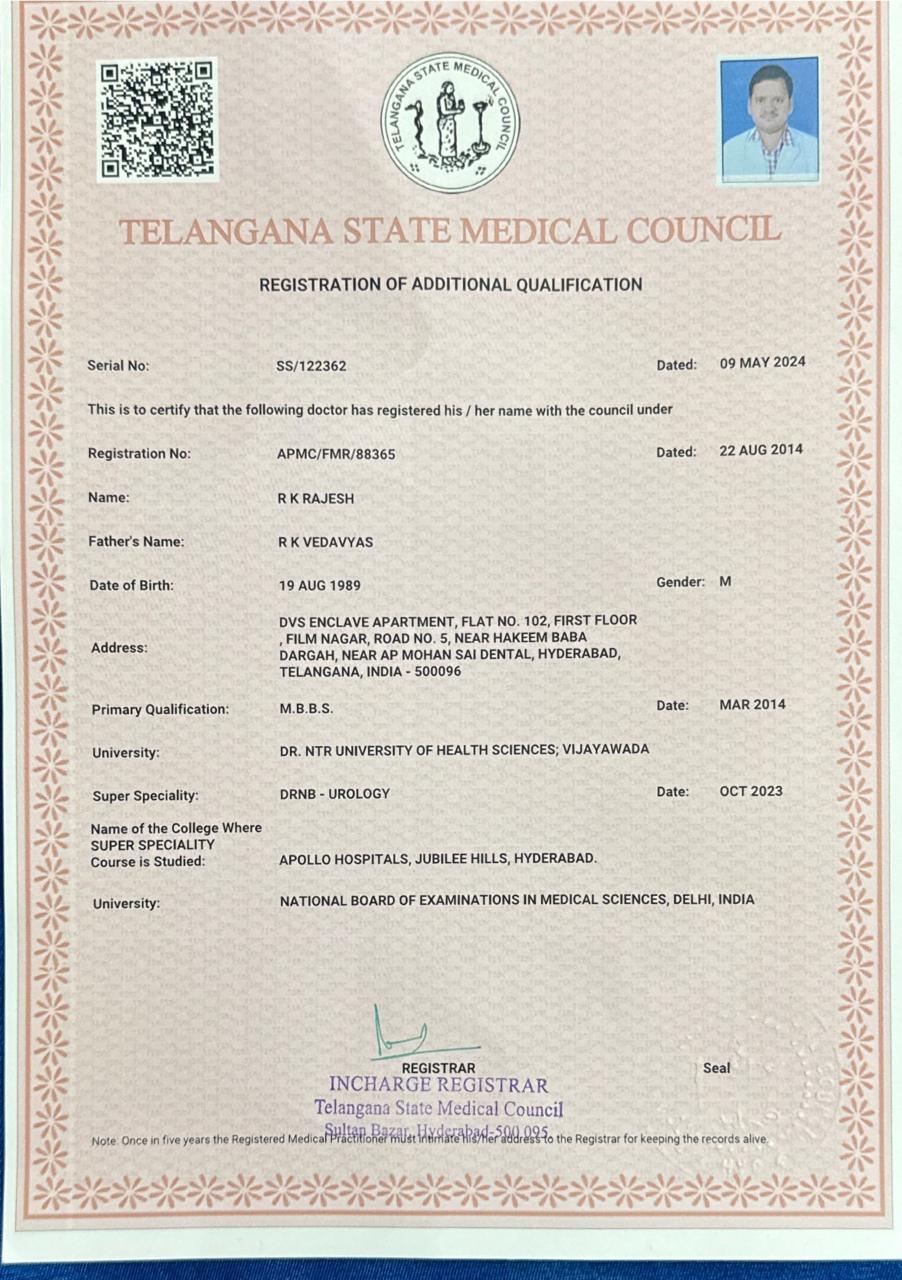 TELANGANA STATE MEDICAL COUNCIL
TELANGANA STATE MEDICAL COUNCIL
REGISTRATION OF ADDITIONAL QUALIFICATION
Serial No: SS/122362 Dated: 09 MAY 2024
This is to certify that the following doctor has registered his / her name with the council under
Registration No: APMC/FMR/88365 Dated: 22 AUG 2014
Name: R K RAJESH
Father's Name: R K VEDAVYAS
Date of Birth: 19 AUG 1989 Gender: M
Address: DVS ENCLAVE APARTMENT, FLAT NO. 102, FIRST FLOOR
, FILM NAGAR, ROAD NO. 5, NEAR HAKEEM BABA
DARGAH, NEAR AP MOHAN SAI DENTAL, HYDERABAD,
TELANGANA, INDIA - 500096
Primary Qualification: M.B.B.S. Date: MAR 2014
University: DR. NTR UNIVERSITY OF HEALTH SCIENCES; VIJAYAWADA
Super Speciality: DRNB - UROLOGY Date: OCT 2023
Name of the College Where
SUPER SPECIALITY
Course is Studied: APOLLO HOSPITALS, JUBILEE HILLS, HYDERABAD.
University: NATIONAL BOARD OF EXAMINATIONS IN MEDICAL SCIENCES, DELHI, INDIA
REGISTRAR Seal
INCHARGE REGISTRAR
Telangana State Medical Council
Sultan Bazar, Hyderabad-500 095
Note: Once in five years the Registered Medical Practitioner must intimate his/her address to the Registrar for keeping the records alive.